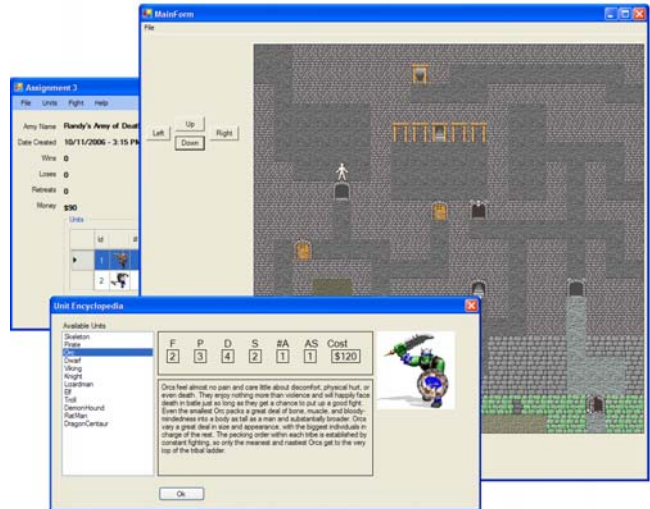 MainForm
File
Up
Left
Right
Down
Assignment 3
File Units Fight Help
Army Name Randy's Army of Deat
Date Created 10/11/2006 - 3:15 PM
Wins 0
Loses 0
Retreats 0
Money $90
Units
Id #
1
2
Unit Encyclopedia
Available Units
Skeleton
Pirate
Orc
Dwarf
Viking
Knight
Lizardman
Elf
Troll
DemonHound
RatMan
DragonCentaur
F P D S #A AS Cost
2 3 4 2 1 1 $120
Orcs feel almost no pain and care little about discomfort, physical hurt, or
even death. They enjoy nothing more than violence and will happily face
death in batle just so long as they get a chance to put up a good fight.
Even the smallest Orc packs a great deal of bone, muscle, and bloody-
mindedness into a body as tall as a man and substantially broader. Orcs
vary a great deal in size and appearance, with the biggest individuals in
charge of the rest. The pecking order within each tribe is established by
constant fighting, so only the meanest and nastiest Orcs get to the very
top of the tribal ladder.
Ok